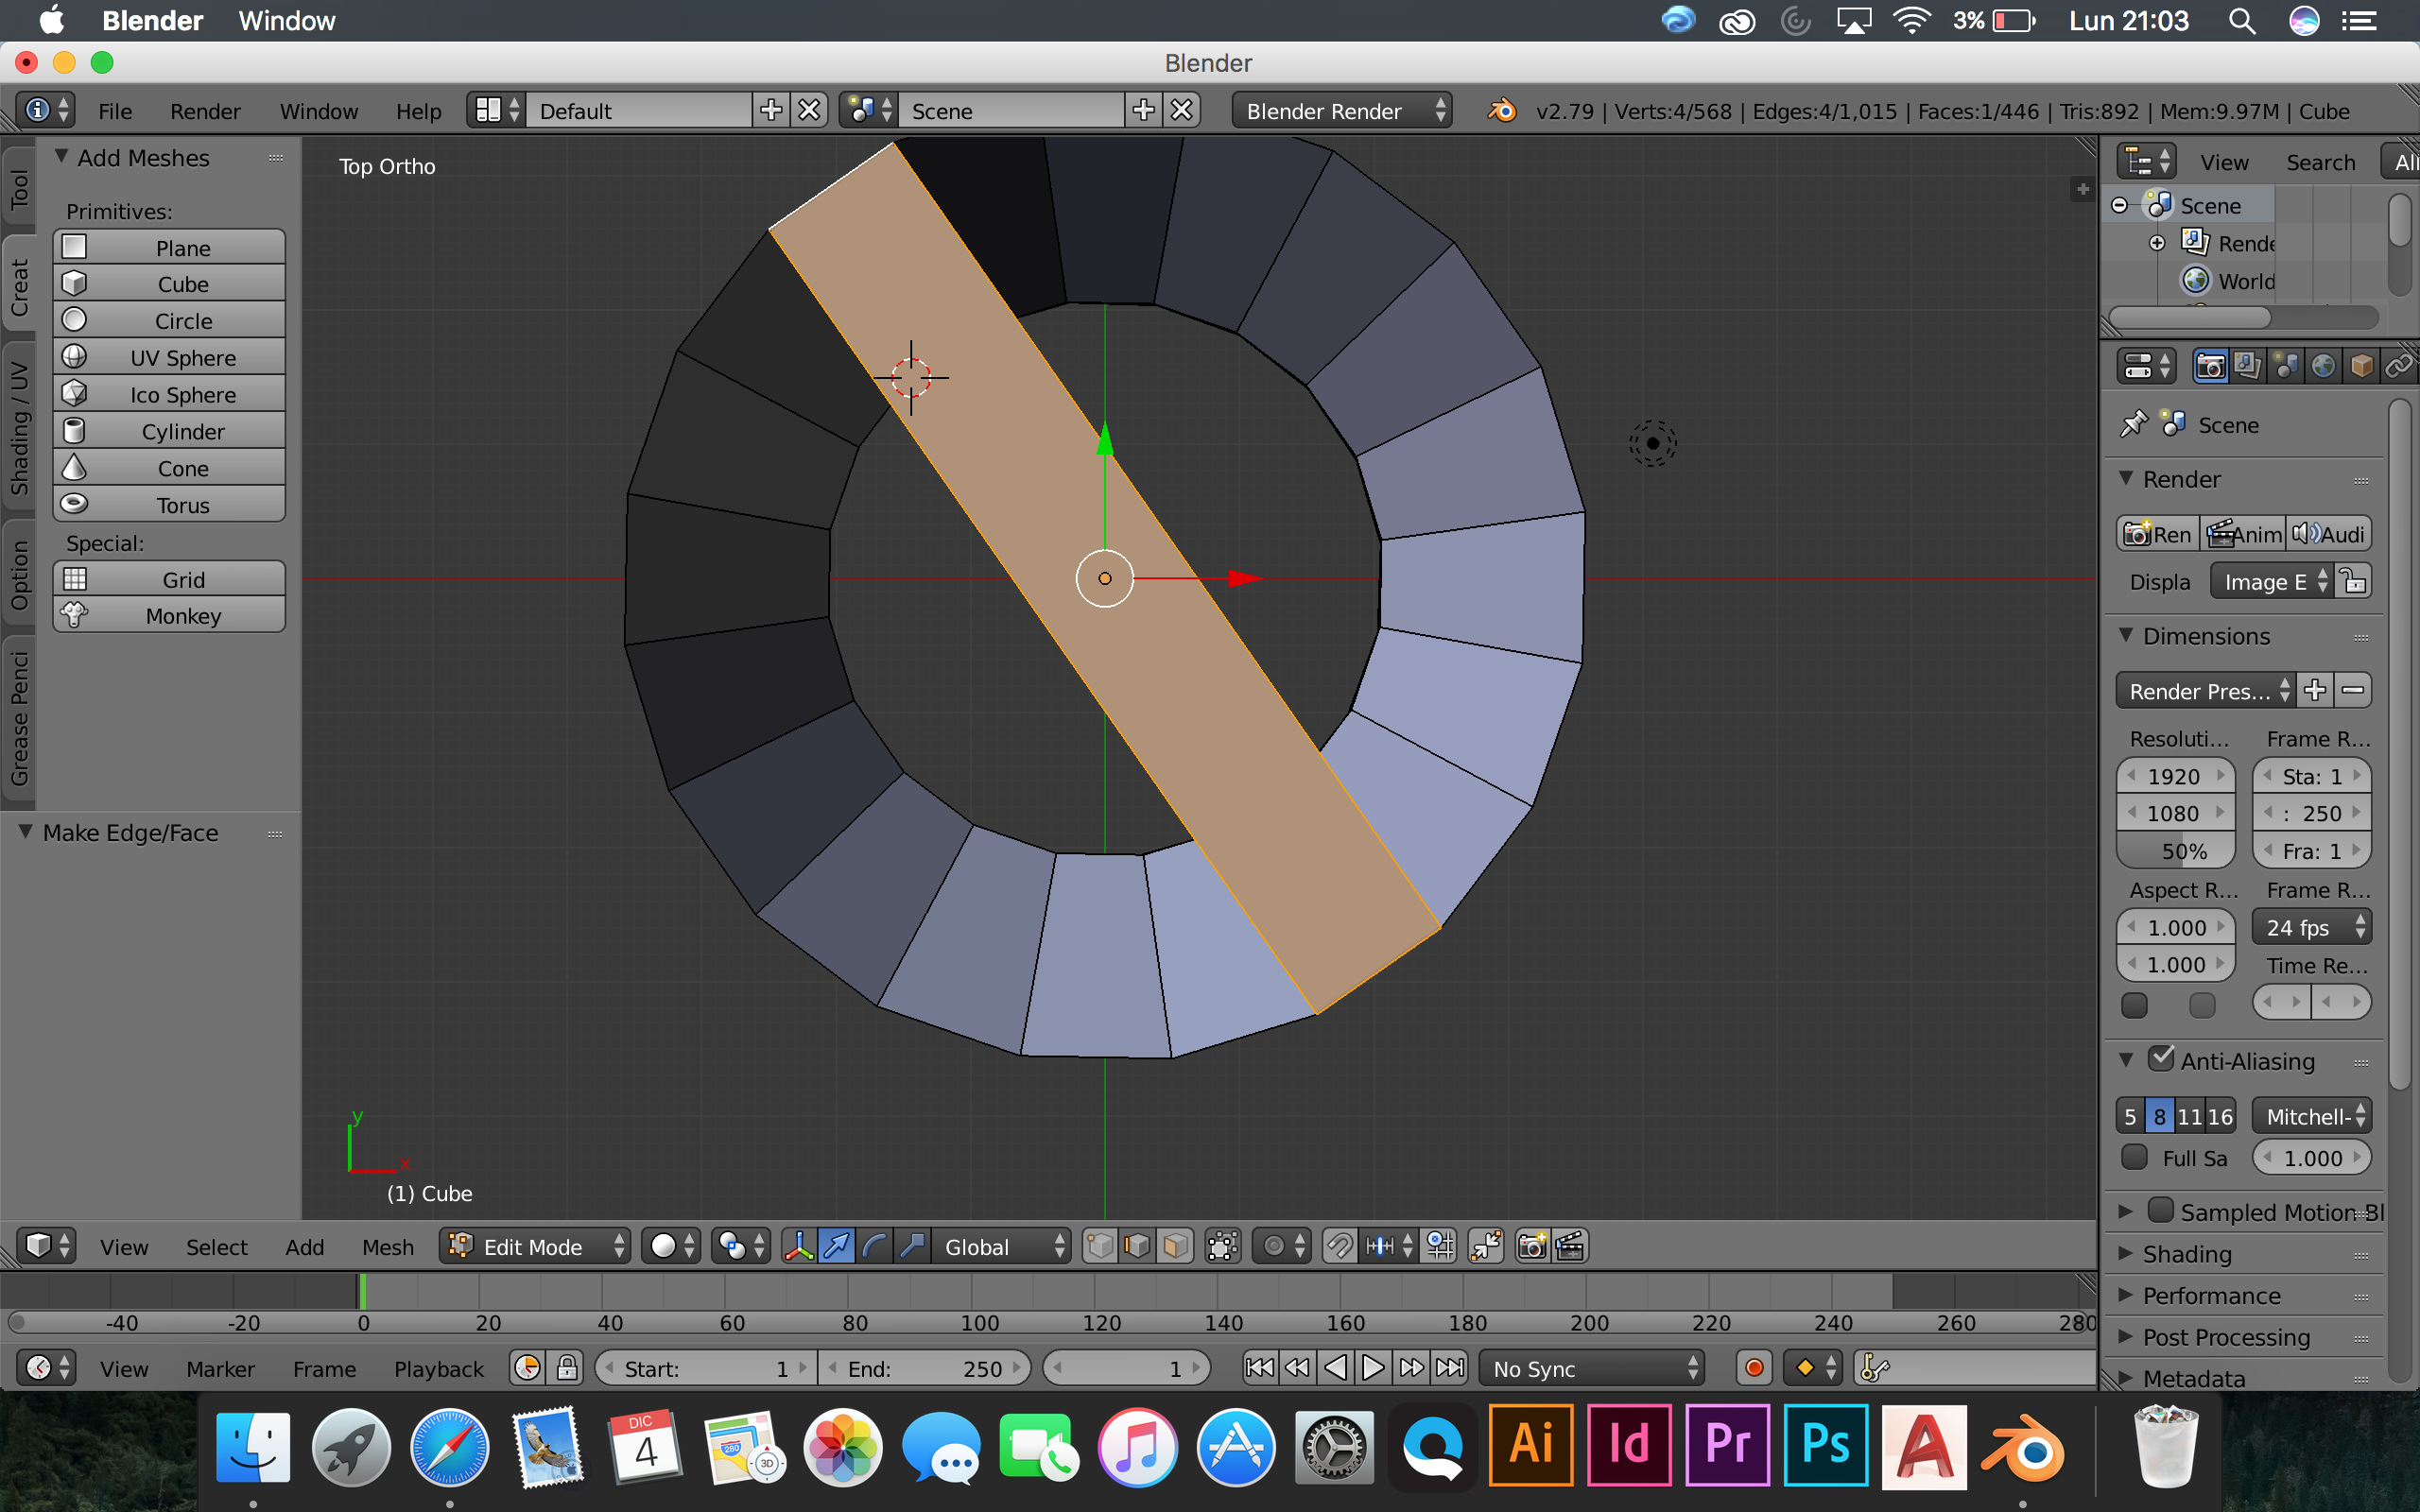 Blender Window 3% Lun 21:03
Blender
File Render Window Help Default Scene Blender Render v2.79 | Verts:4/568 | Edges:4/1,015 | Faces:1/446 | Tris:892 | Mem:9.97M | Cube
Tool
Creat
Shading / UV
Option
Grease Penci
Add Meshes
Primitives:
Plane
Cube
Circle
UV Sphere
Ico Sphere
Cylinder
Cone
Torus
Special:
Grid
Monkey
Make Edge/Face
Top Ortho
y
x
(1) Cube
View Search All
Scene
Rende
World
Scene
Render
Ren Anim Audi
Displa Image E
Dimensions
Render Pres...
Resoluti... Frame R...
1920 Sta: 1
1080 : 250
50% Fra: 1
Aspect R... Frame R...
1.000 24 fps
1.000 Time Re...
Anti-Aliasing
5 8 11 16 Mitchell-
Full Sa 1.000
Sampled Motion Bl
Shading
Performance
Post Processing
Metadata
View Select Add Mesh Edit Mode Global
-40 -20 0 20 40 60 80 100 120 140 160 180 200 220 240 260 280
View Marker Frame Playback Start: 1 End: 250 1 No Sync
DIC
4
280
3D
Ai Id Pr Ps